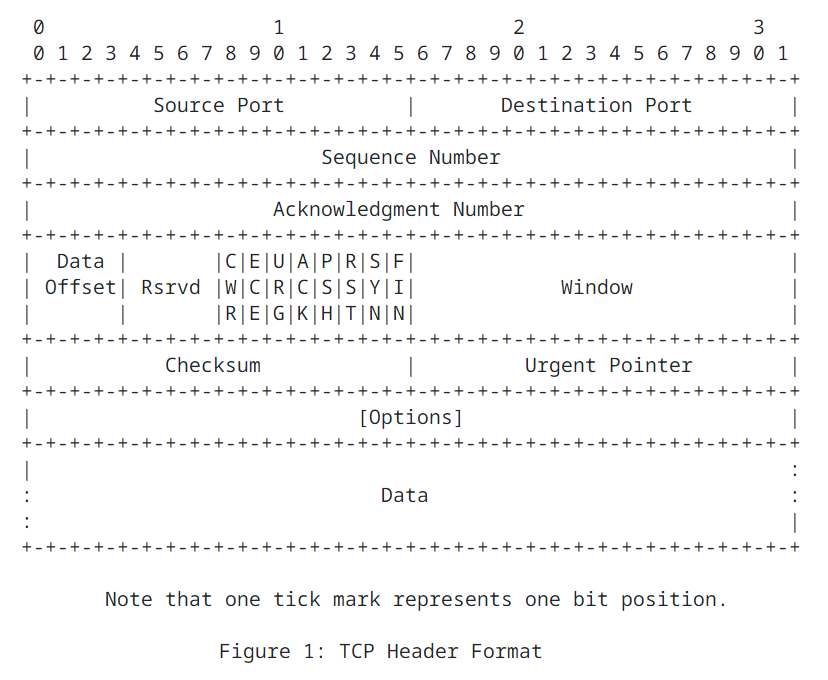 0                   1                   2                   3
 0 1 2 3 4 5 6 7 8 9 0 1 2 3 4 5 6 7 8 9 0 1 2 3 4 5 6 7 8 9 0 1
+-+-+-+-+-+-+-+-+-+-+-+-+-+-+-+-+-+-+-+-+-+-+-+-+-+-+-+-+-+-+-+-+
|          Source Port          |       Destination Port        |
+-+-+-+-+-+-+-+-+-+-+-+-+-+-+-+-+-+-+-+-+-+-+-+-+-+-+-+-+-+-+-+-+
|                        Sequence Number                        |
+-+-+-+-+-+-+-+-+-+-+-+-+-+-+-+-+-+-+-+-+-+-+-+-+-+-+-+-+-+-+-+-+
|                    Acknowledgment Number                      |
+-+-+-+-+-+-+-+-+-+-+-+-+-+-+-+-+-+-+-+-+-+-+-+-+-+-+-+-+-+-+-+-+
|  Data |       |C|E|U|A|P|R|S|F|                               |
| Offset| Rsrvd |W|C|R|C|S|S|Y|I|            Window             |
|       |       |R|E|G|K|H|T|N|N|                               |
+-+-+-+-+-+-+-+-+-+-+-+-+-+-+-+-+-+-+-+-+-+-+-+-+-+-+-+-+-+-+-+-+
|           Checksum            |         Urgent Pointer        |
+-+-+-+-+-+-+-+-+-+-+-+-+-+-+-+-+-+-+-+-+-+-+-+-+-+-+-+-+-+-+-+-+
|                           [Options]                           |
+-+-+-+-+-+-+-+-+-+-+-+-+-+-+-+-+-+-+-+-+-+-+-+-+-+-+-+-+-+-+-+-+
|                                                               :
:                             Data                              :
:                                                               |
+-+-+-+-+-+-+-+-+-+-+-+-+-+-+-+-+-+-+-+-+-+-+-+-+-+-+-+-+-+-+-+-+
Note that one tick mark represents one bit position.
Figure 1: TCP Header Format